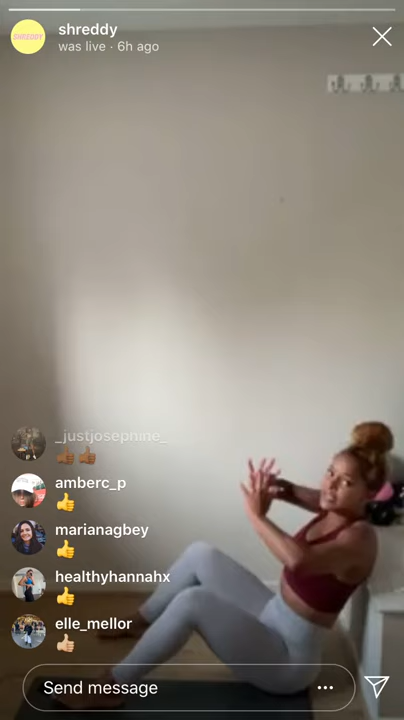 SHREDDY
shreddy
was live · 6h ago
_justjosephine_
👍🏾👍🏾
amberc_p
👍
marianagbey
👍
healthyhannahx
👍
elle_mellor
👍🏼
Send message